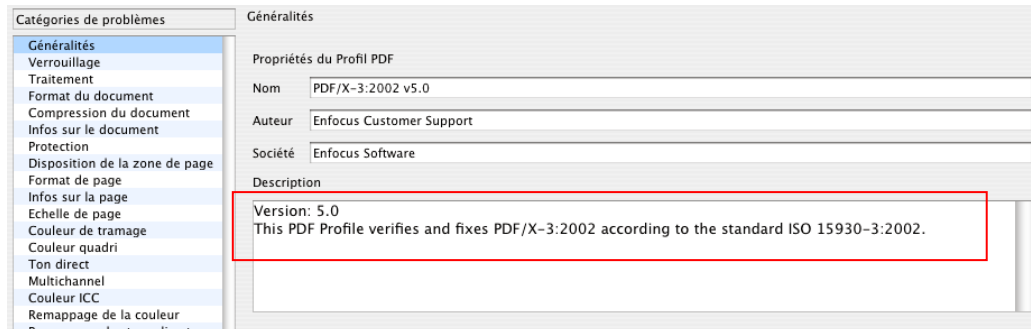 Catégories de problèmes
Généralités
Verrouillage
Traitement
Format du document
Compression du document
Infos sur le document
Protection
Disposition de la zone de page
Format de page
Infos sur la page
Echelle de page
Couleur de tramage
Couleur quadri
Ton direct
Multichannel
Couleur ICC
Remappage de la couleur
Généralités
Propriétés du Profil PDF
Nom PDF/X-3:2002 v5.0
Auteur Enfocus Customer Support
Société Enfocus Software
Description
Version: 5.0
This PDF Profile verifies and fixes PDF/X-3:2002 according to the standard ISO 15930-3:2002.